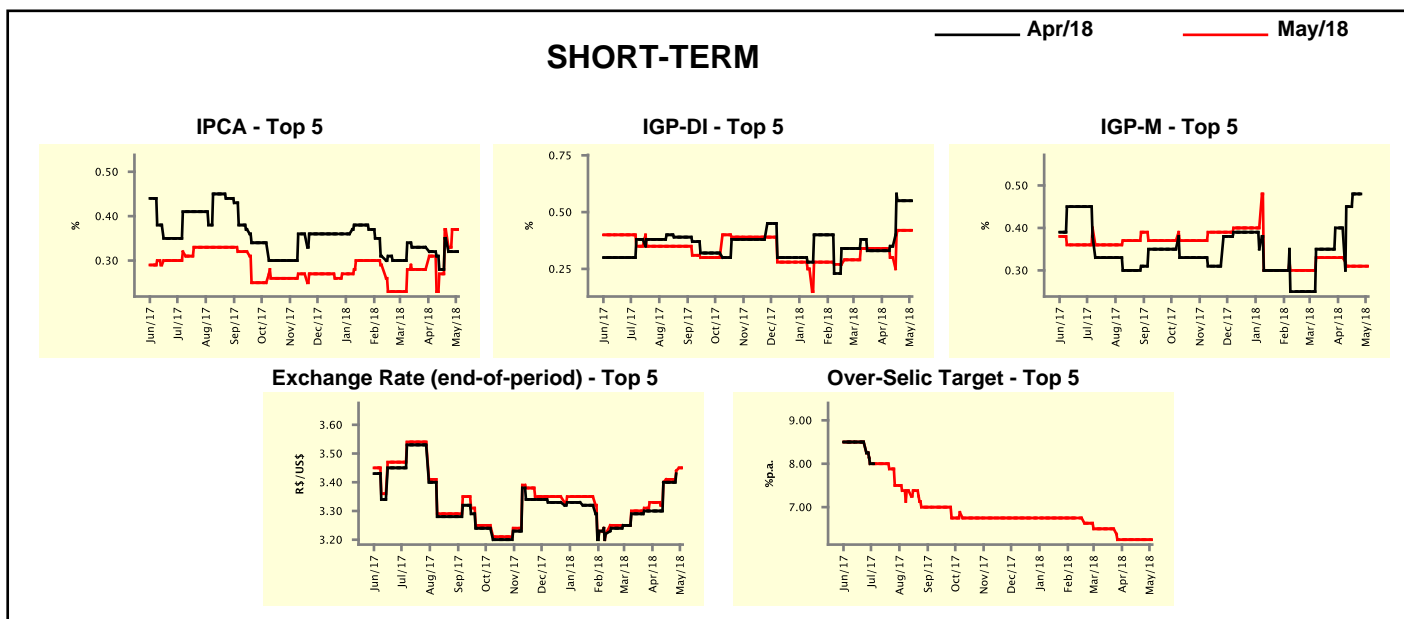 Apr/18 May/18
SHORT-TERM
IPCA - Top 5
%
0.50
0.40
0.30
Jun/17 Jul/17 Aug/17 Sep/17 Oct/17 Nov/17 Dec/17 Jan/18 Feb/18 Mar/18 Apr/18 May/18
IGP-DI - Top 5
%
0.75
0.50
0.25
Jun/17 Jul/17 Aug/17 Sep/17 Oct/17 Nov/17 Dec/17 Jan/18 Feb/18 Mar/18 Apr/18 May/18
IGP-M - Top 5
%
0.50
0.40
0.30
Jun/17 Jul/17 Aug/17 Sep/17 Oct/17 Nov/17 Dec/17 Jan/18 Feb/18 Mar/18 Apr/18 May/18
Exchange Rate (end-of-period) - Top 5
R$/US$
3.60
3.50
3.40
3.30
3.20
Jun/17 Jul/17 Aug/17 Sep/17 Oct/17 Nov/17 Dec/17 Jan/18 Feb/18 Mar/18 Apr/18 May/18
Over-Selic Target - Top 5
%p.a.
9.00
8.00
7.00
Jun/17 Jul/17 Aug/17 Sep/17 Oct/17 Nov/17 Dec/17 Jan/18 Feb/18 Mar/18 Apr/18 May/18